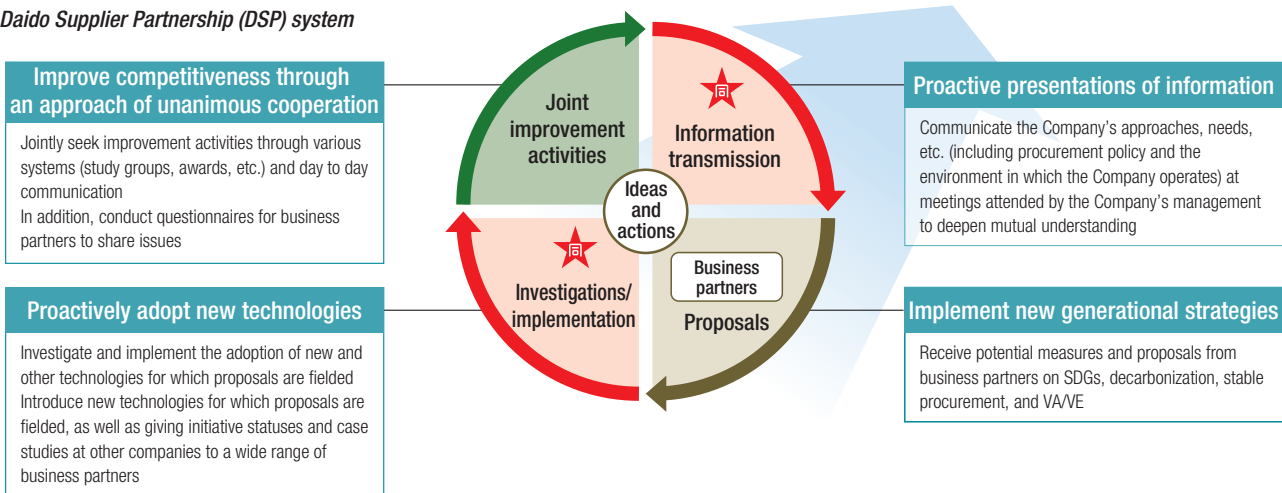 Daido Supplier Partnership (DSP) system
Improve competitiveness through
an approach of unanimous cooperation
Jointly seek improvement activities through various
systems (study groups, awards, etc.) and day to day
communication
In addition, conduct questionnaires for business
partners to share issues
Joint
improvement
activities
Information
transmission
Proactive presentations of information
Communicate the Company’s approaches, needs,
etc. (including procurement policy and the
environment in which the Company operates) at
meetings attended by the Company’s management
to deepen mutual understanding
Ideas
and
actions
Proactively adopt new technologies
Investigate and implement the adoption of new and
other technologies for which proposals are fielded
Introduce new technologies for which proposals are
fielded, as well as giving initiative statuses and case
studies at other companies to a wide range of
business partners
Investigations/
implementation
Business
partners
Proposals
Implement new generational strategies
Receive potential measures and proposals from
business partners on SDGs, decarbonization, stable
procurement, and VA/VE